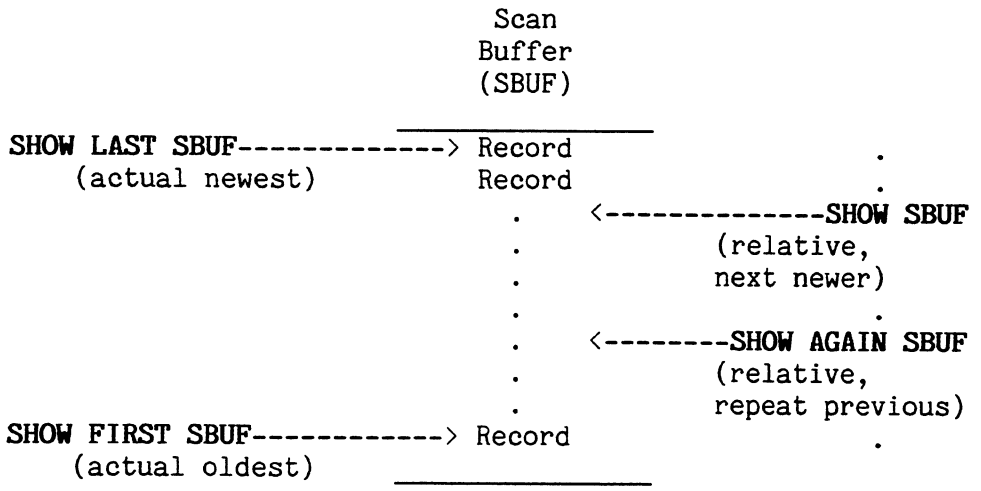 Scan
Buffer
(SBUF)
SHOW LAST SBUF-------------> Record
(actual newest) Record .
. <--------------SHOW SBUF
. (relative,
. next newer)
. .
. <---------SHOW AGAIN SBUF
. (relative,
. repeat previous)
SHOW FIRST SBUF------------> Record .
(actual oldest)